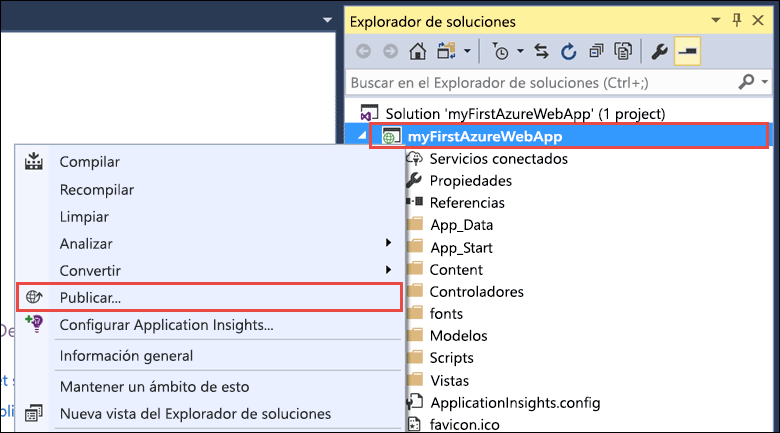 Explorador de soluciones
Buscar en el Explorador de soluciones (Ctrl+;)
Solution 'myFirstAzureWebApp' (1 project)
myFirstAzureWebApp
Servicios conectados
Propiedades
Referencias
App_Data
App_Start
Content
Controladores
fonts
Modelos
Scripts
Vistas
ApplicationInsights.config
favicon.ico
Compilar
Recompilar
Limpiar
Analizar
Convertir
Publicar...
Configurar Application Insights...
Información general
Mantener un ámbito de esto
Nueva vista del Explorador de soluciones